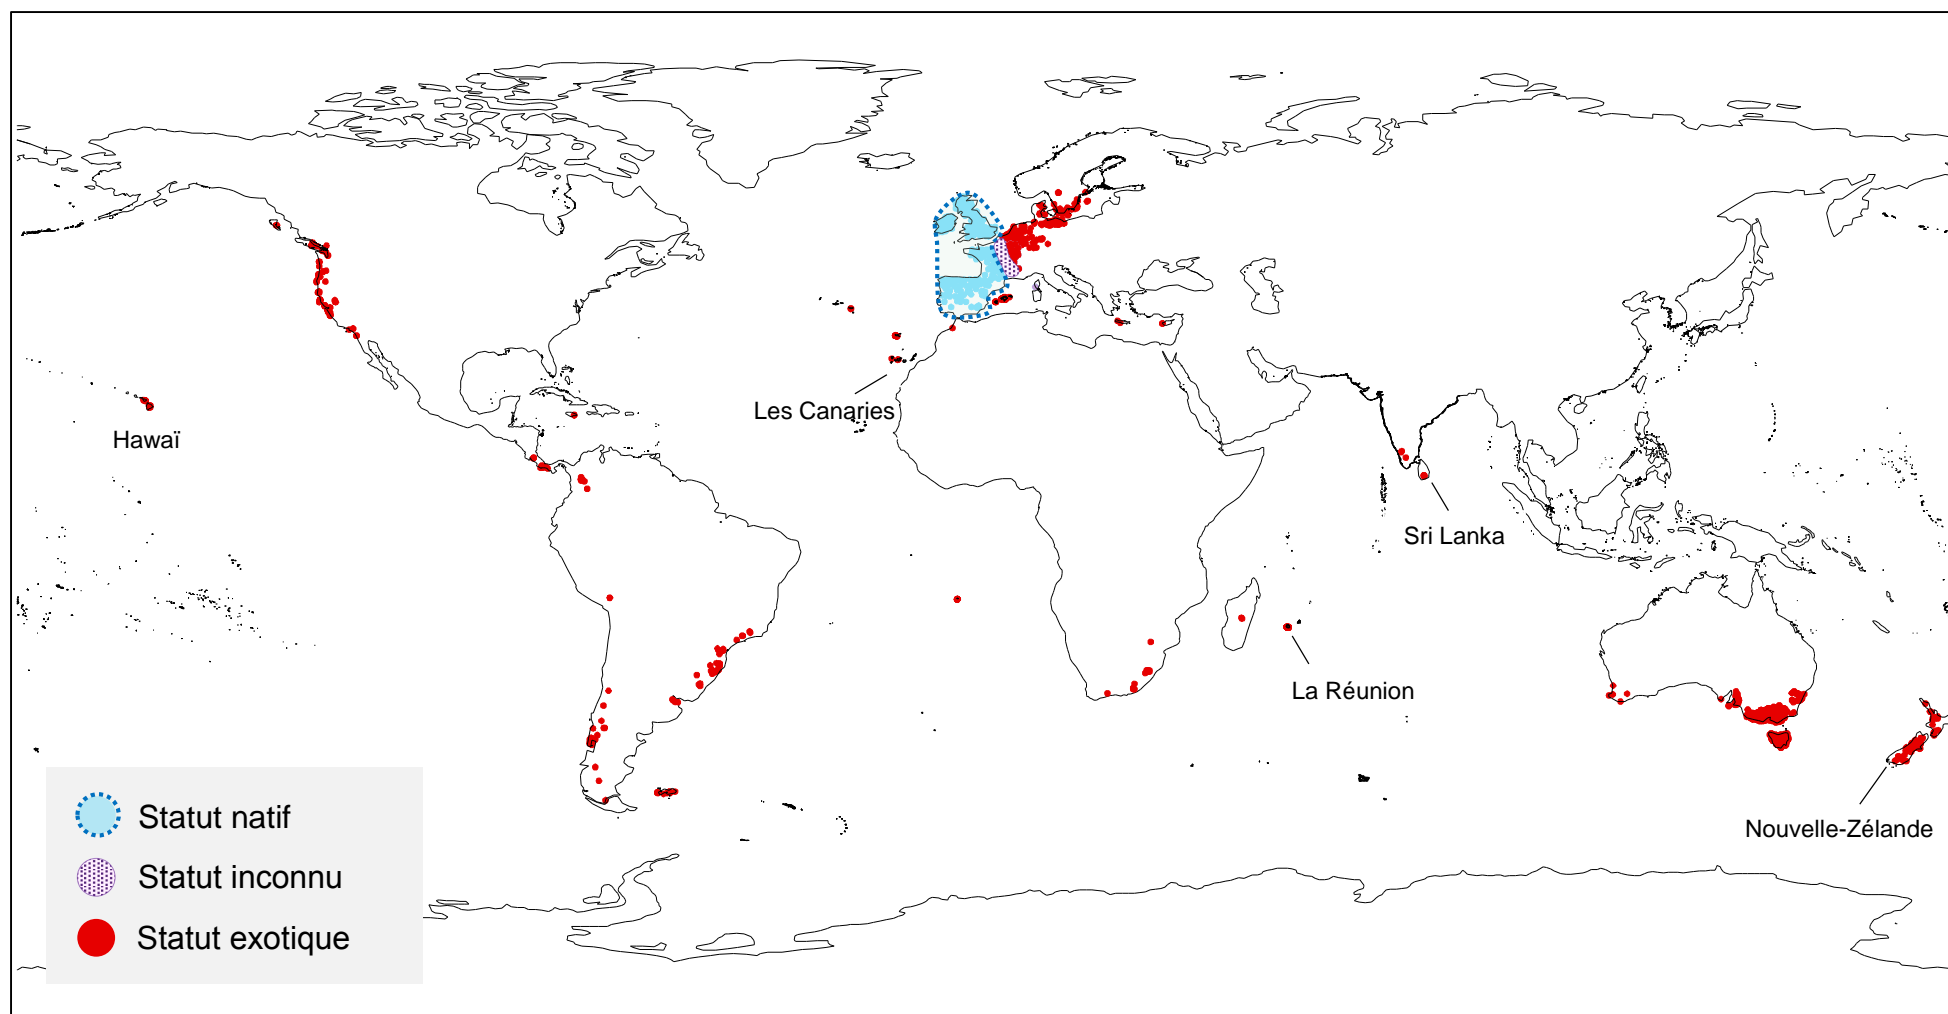 Les Canaries
Hawaï
Sri Lanka
La Réunion
Nouvelle-Zélande
Statut natif
Statut inconnu
Statut exotique